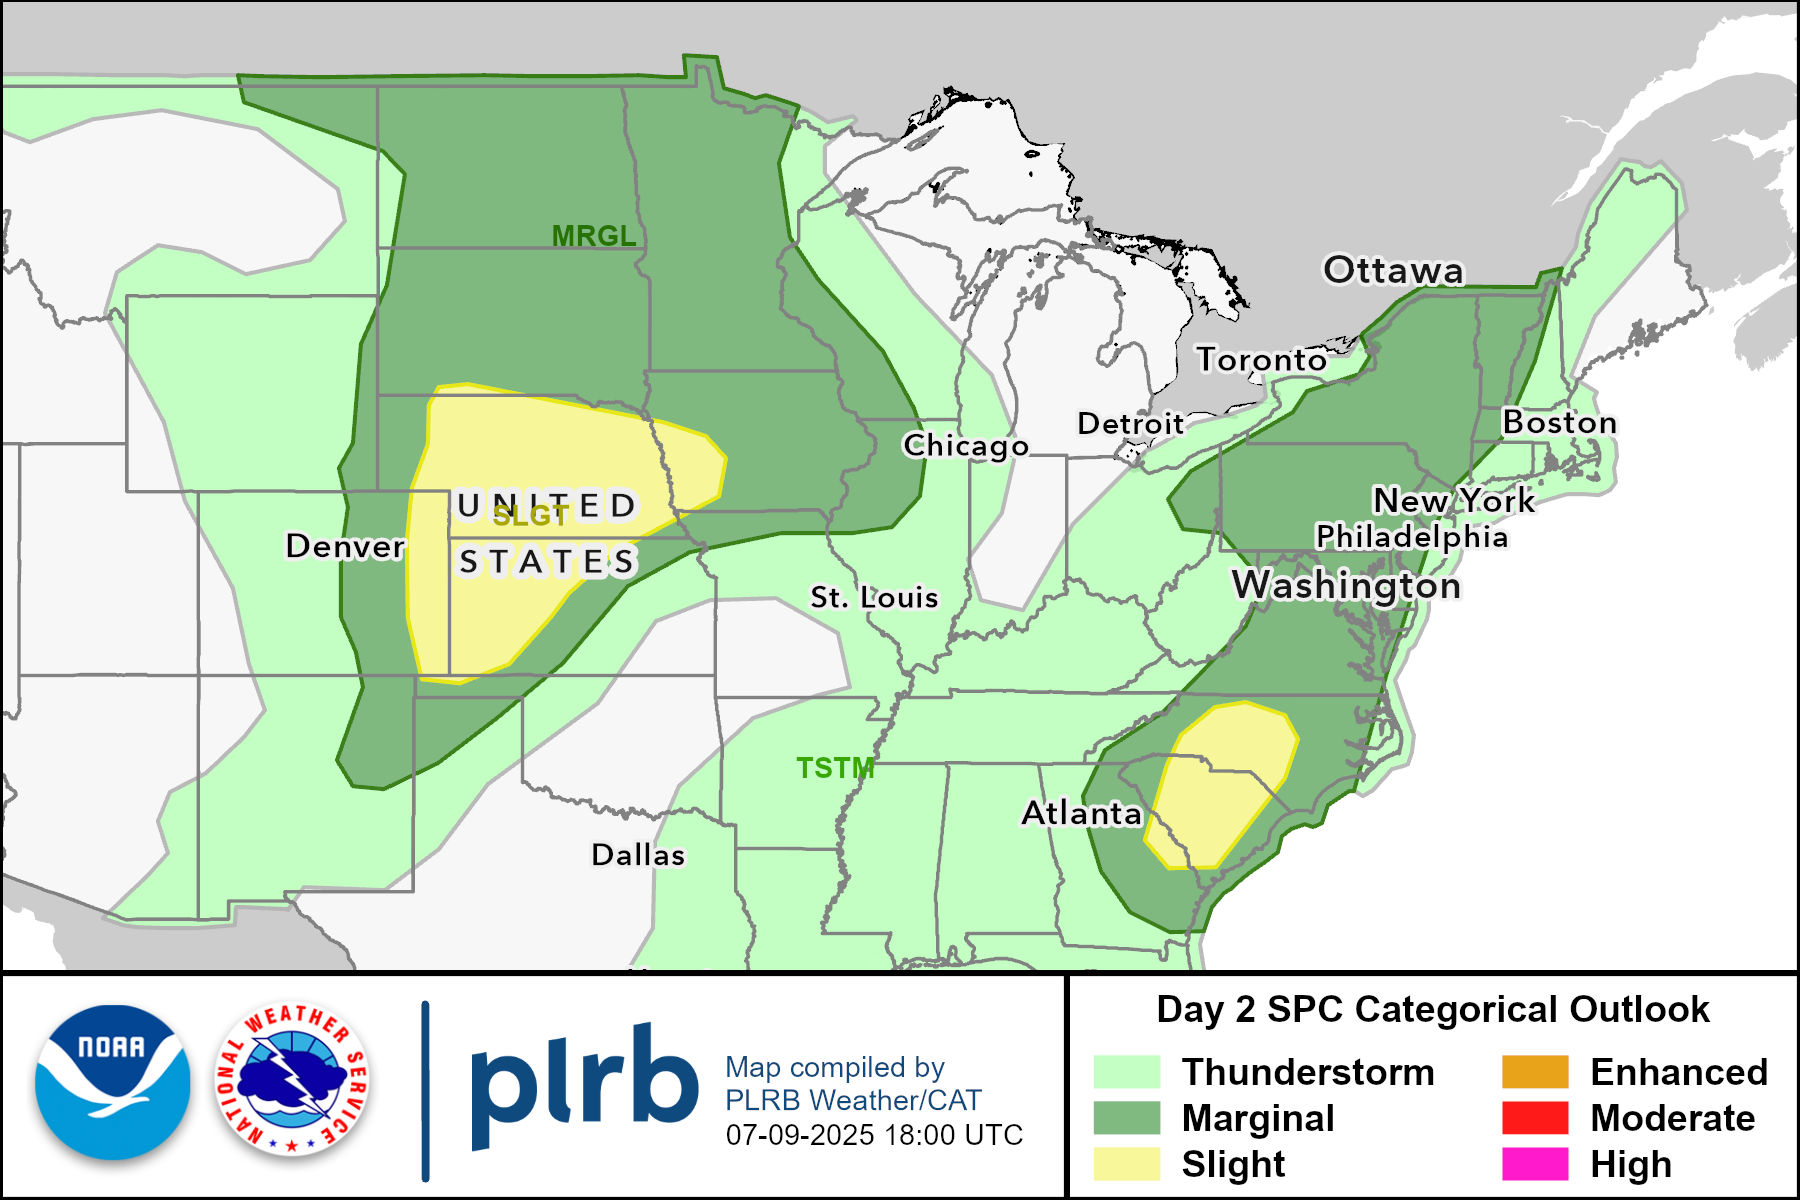 MRGL
Ottawa
Toronto
Detroit
Boston
Chicago
UNITED
SLGT
New York
Denver
Philadelphia
STATES
Washington
St. Louis
TSTM
Atlanta
Dallas
NOAA
NATIONAL WEATHER SERVICE
plrb
Map compiled by
PLRB Weather/CAT
07-09-2025 18:00 UTC
Day 2 SPC Categorical Outlook
Thunderstorm
Enhanced
Marginal
Moderate
Slight
High